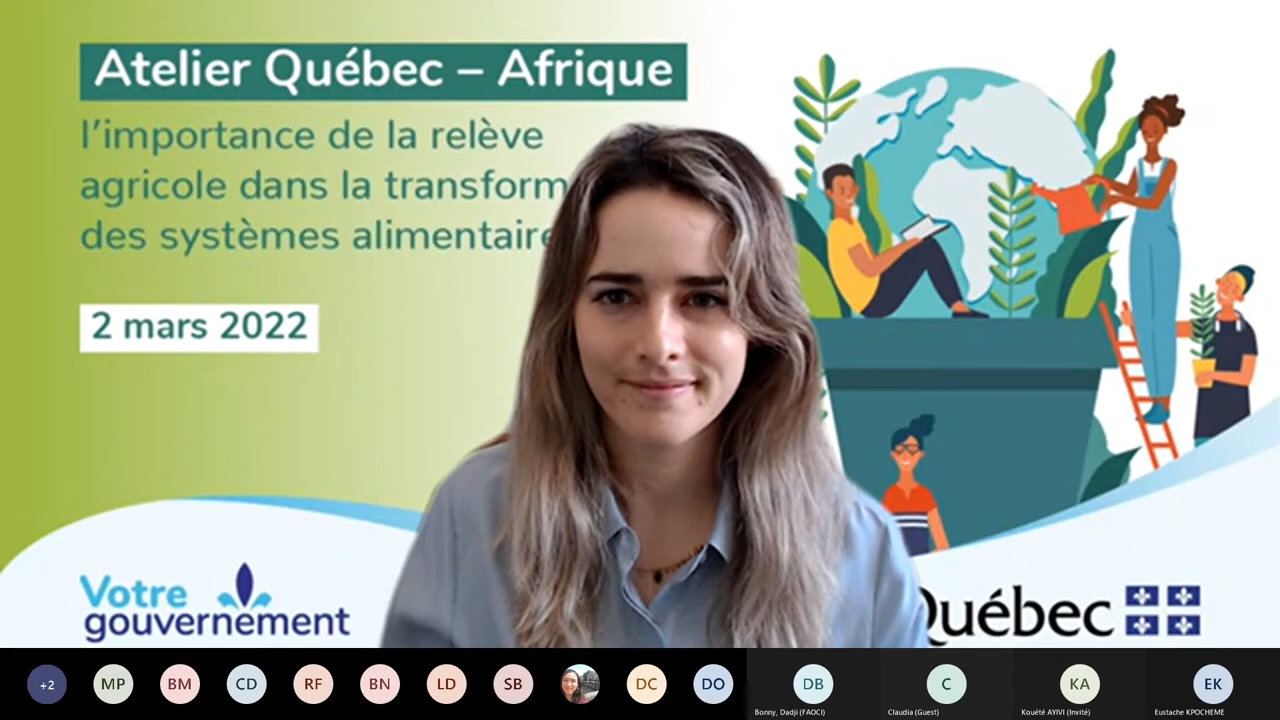 Atelier Québec – Afrique
l'importance de la relève
agricole dans la transform
des systèmes alimentaire
2 mars 2022
Votre
gouvernement
Québec
+2
MP
BM
CD
RF
BN
LD
SB
DC
DO
DB
C
KA
EK
Bonny, Dadji (FAOCI)
Claudia (Guest)
Kouété AYIVI (Invité)
Eustache KPOCHEME